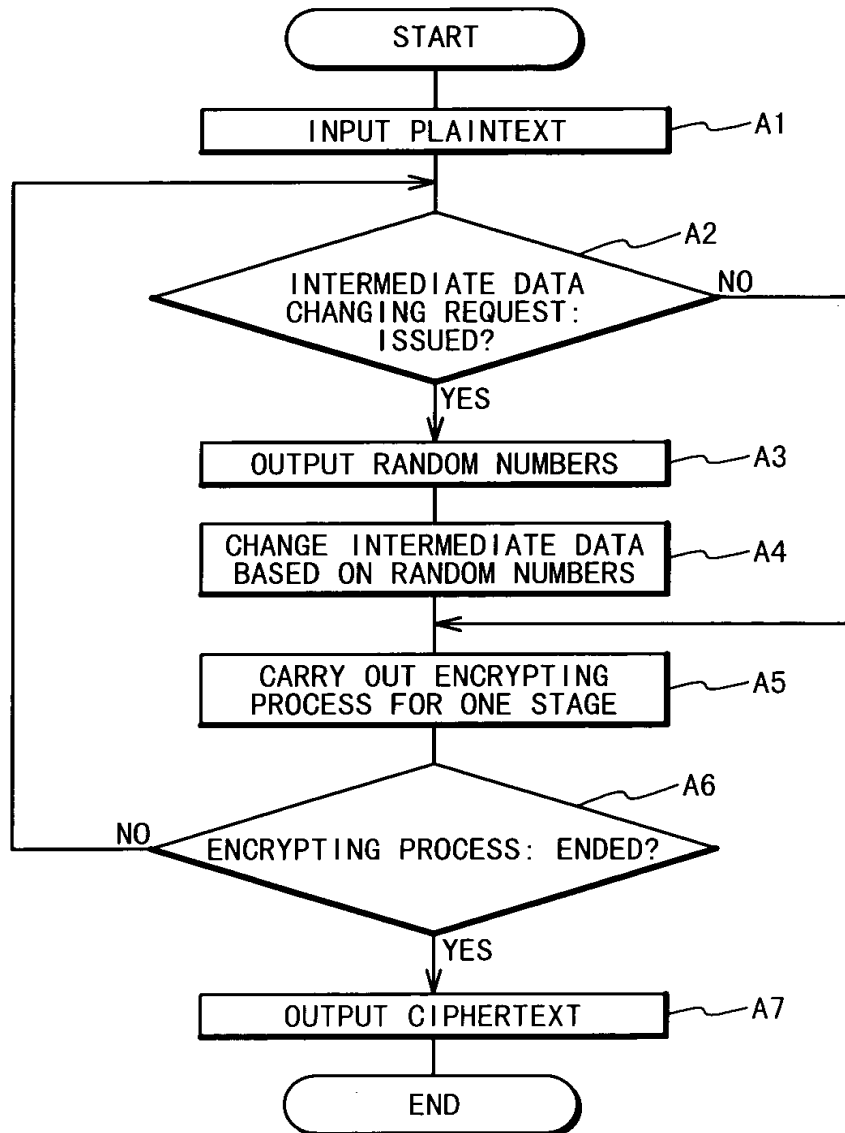 START
INPUT PLAINTEXT
A1
A2
INTERMEDIATE DATA
CHANGING REQUEST:
ISSUED?
NO
YES
OUTPUT RANDOM NUMBERS
A3
CHANGE INTERMEDIATE DATA
BASED ON RANDOM NUMBERS
A4
CARRY OUT ENCRYPTING
PROCESS FOR ONE STAGE
A5
A6
NO
ENCRYPTING PROCESS: ENDED?
YES
OUTPUT CIPHERTEXT
A7
END